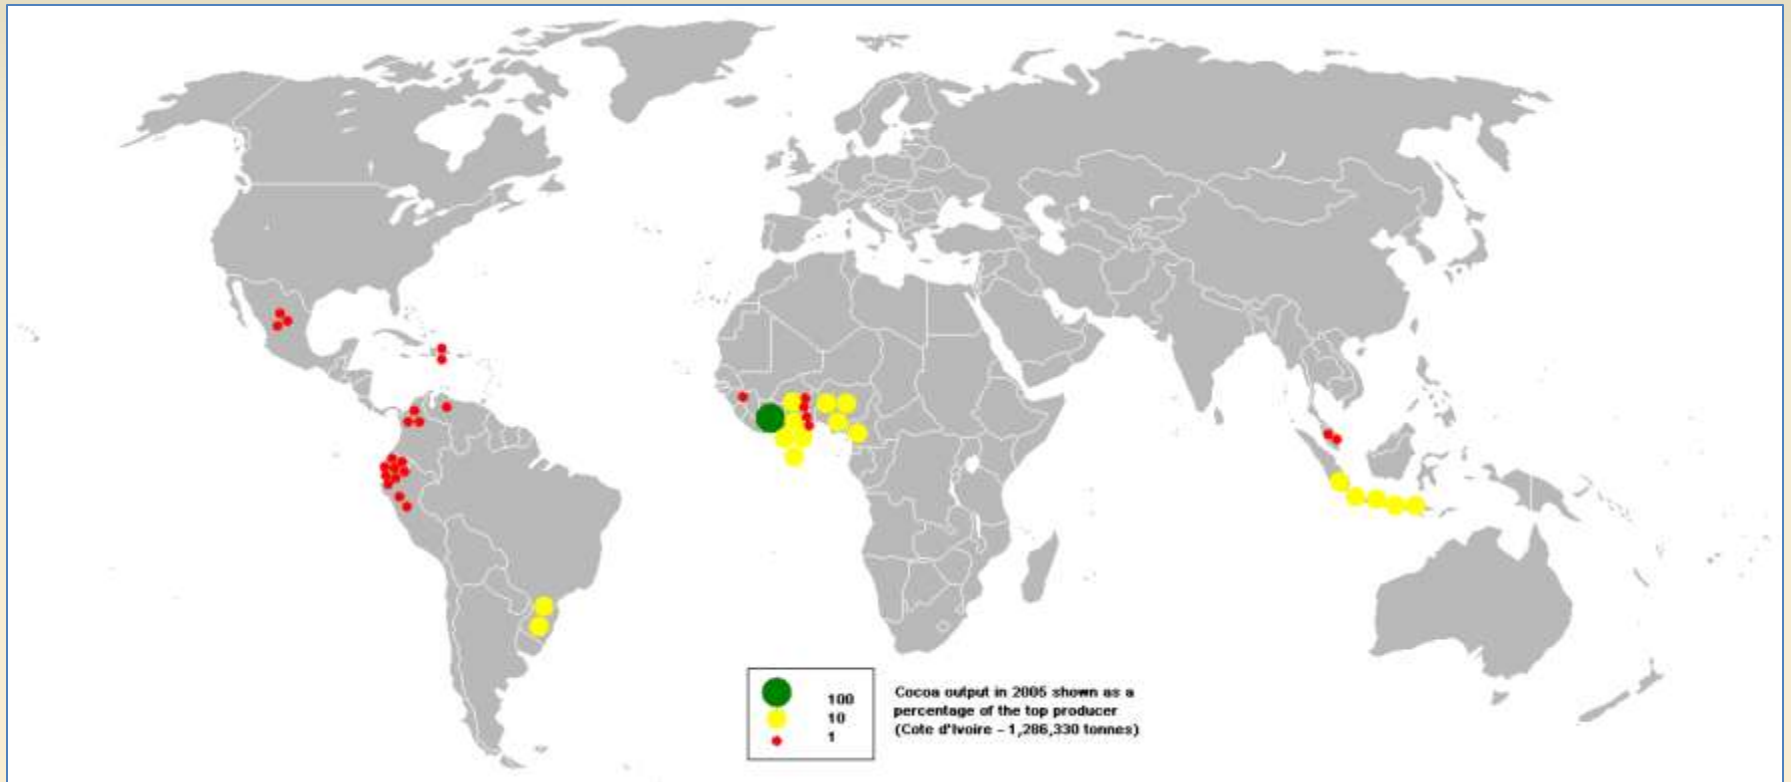 100
10
1
Cocoa output in 2005 shown as a
percentage of the top producer
(Cote d'Ivoire – 1,286,330 tonnes)